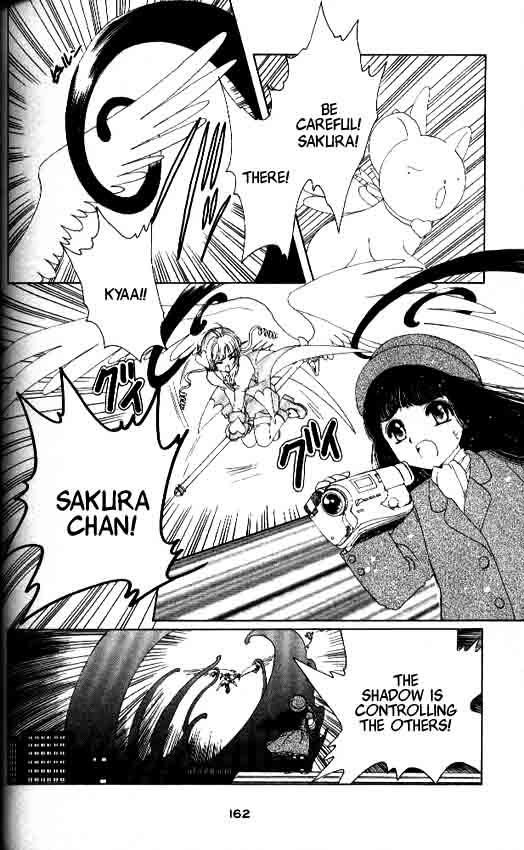 BE
CAREFUL!
SAKURA!
THERE!
KYAA!!
グイ
グイ
SAKURA
CHAN!
THE
SHADOW IS
CONTROLLING
THE OTHERS!
162